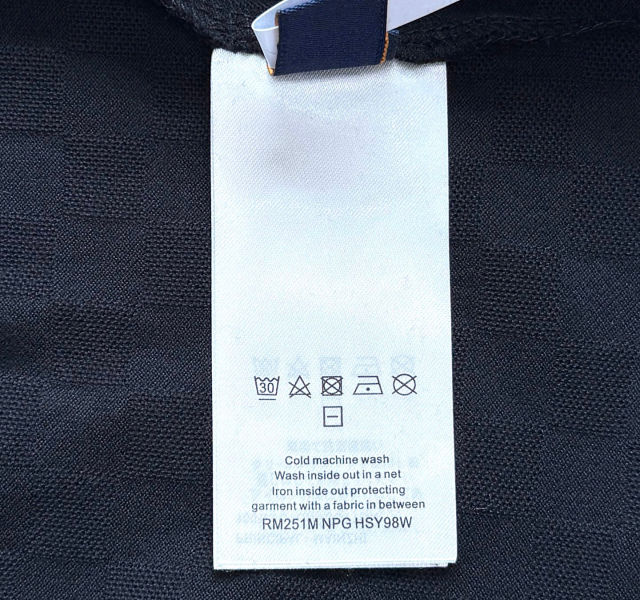 30
Cold machine wash
Wash inside out in a net
Iron inside out protecting
garment with a fabric in between
RM251M NPG HSY98W